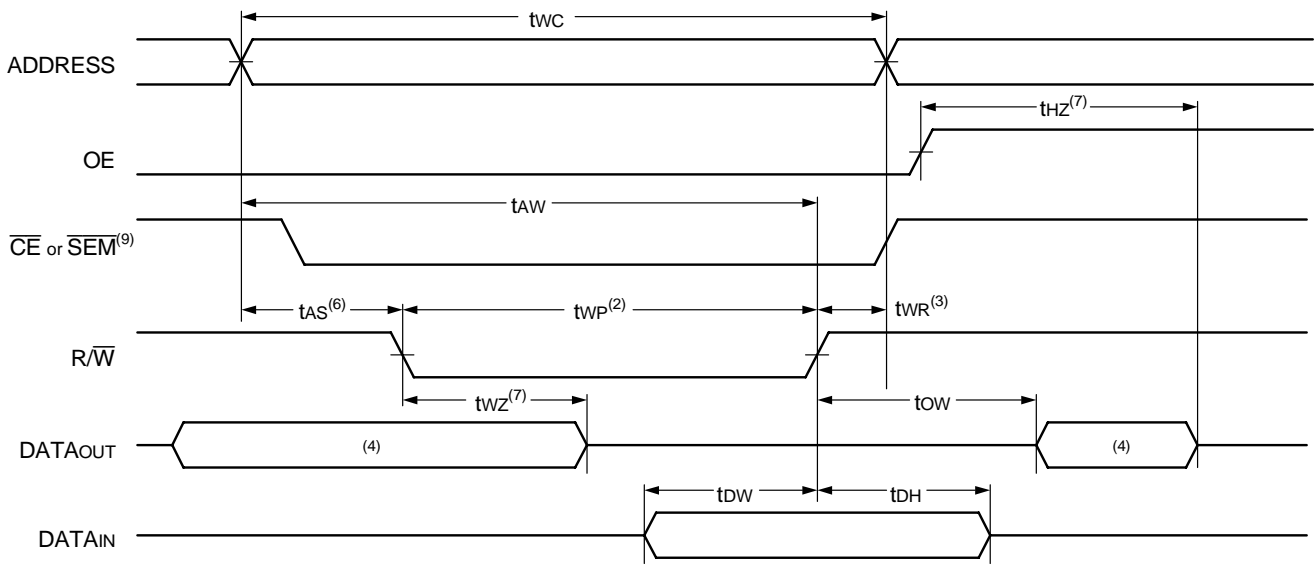 tWC
ADDRESS
tHZ(7)
OE
tAW
CE or SEM(9)
tAS(6) tWP(2) tWR(3)
R/W
tWZ(7) tOW
DATAOUT (4) (4)
tDW tDH
DATAIN